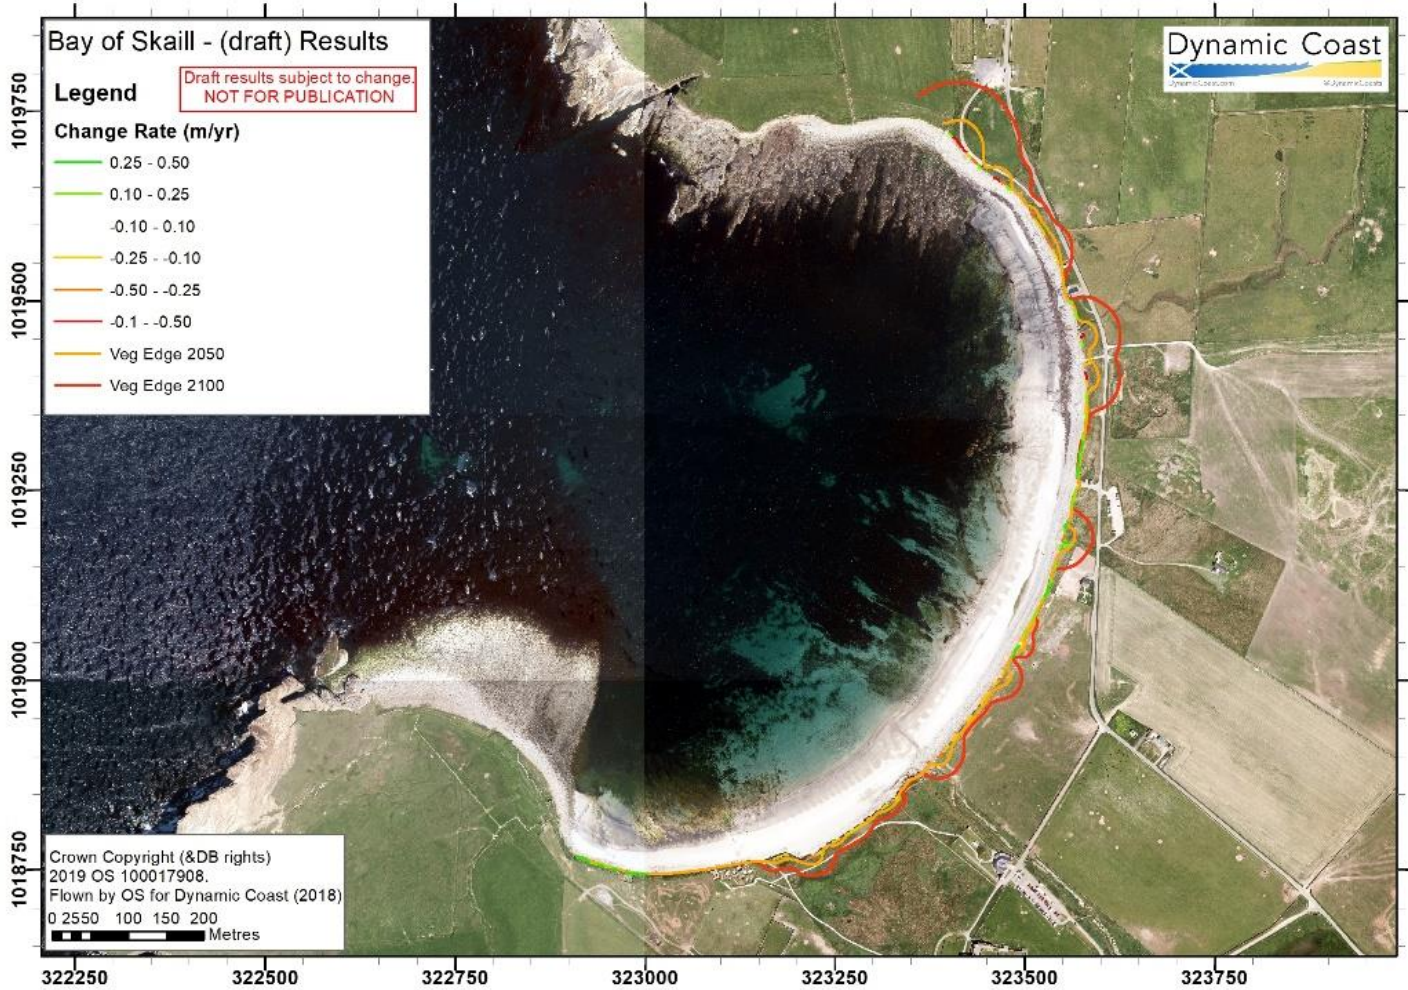 Bay of Skaill - (draft) Results
Draft results subject to change.
NOT FOR PUBLICATION
Legend
Change Rate (m/yr)
0.25 - 0.50
0.10 - 0.25
-0.10 - 0.10
-0.25 - -0.10
-0.50 - -0.25
-0.1 - -0.50
Veg Edge 2050
Veg Edge 2100
Dynamic Coast
DynamicCoast.com
@DynamicCoasts
1019750
1019500
1019250
1019000
1018750
Crown Copyright (&DB rights)
2019 OS 100017908.
Flown by OS for Dynamic Coast (2018)
0 2550 100 150 200
Metres
322250 322500 322750 323000 323250 323500 323750